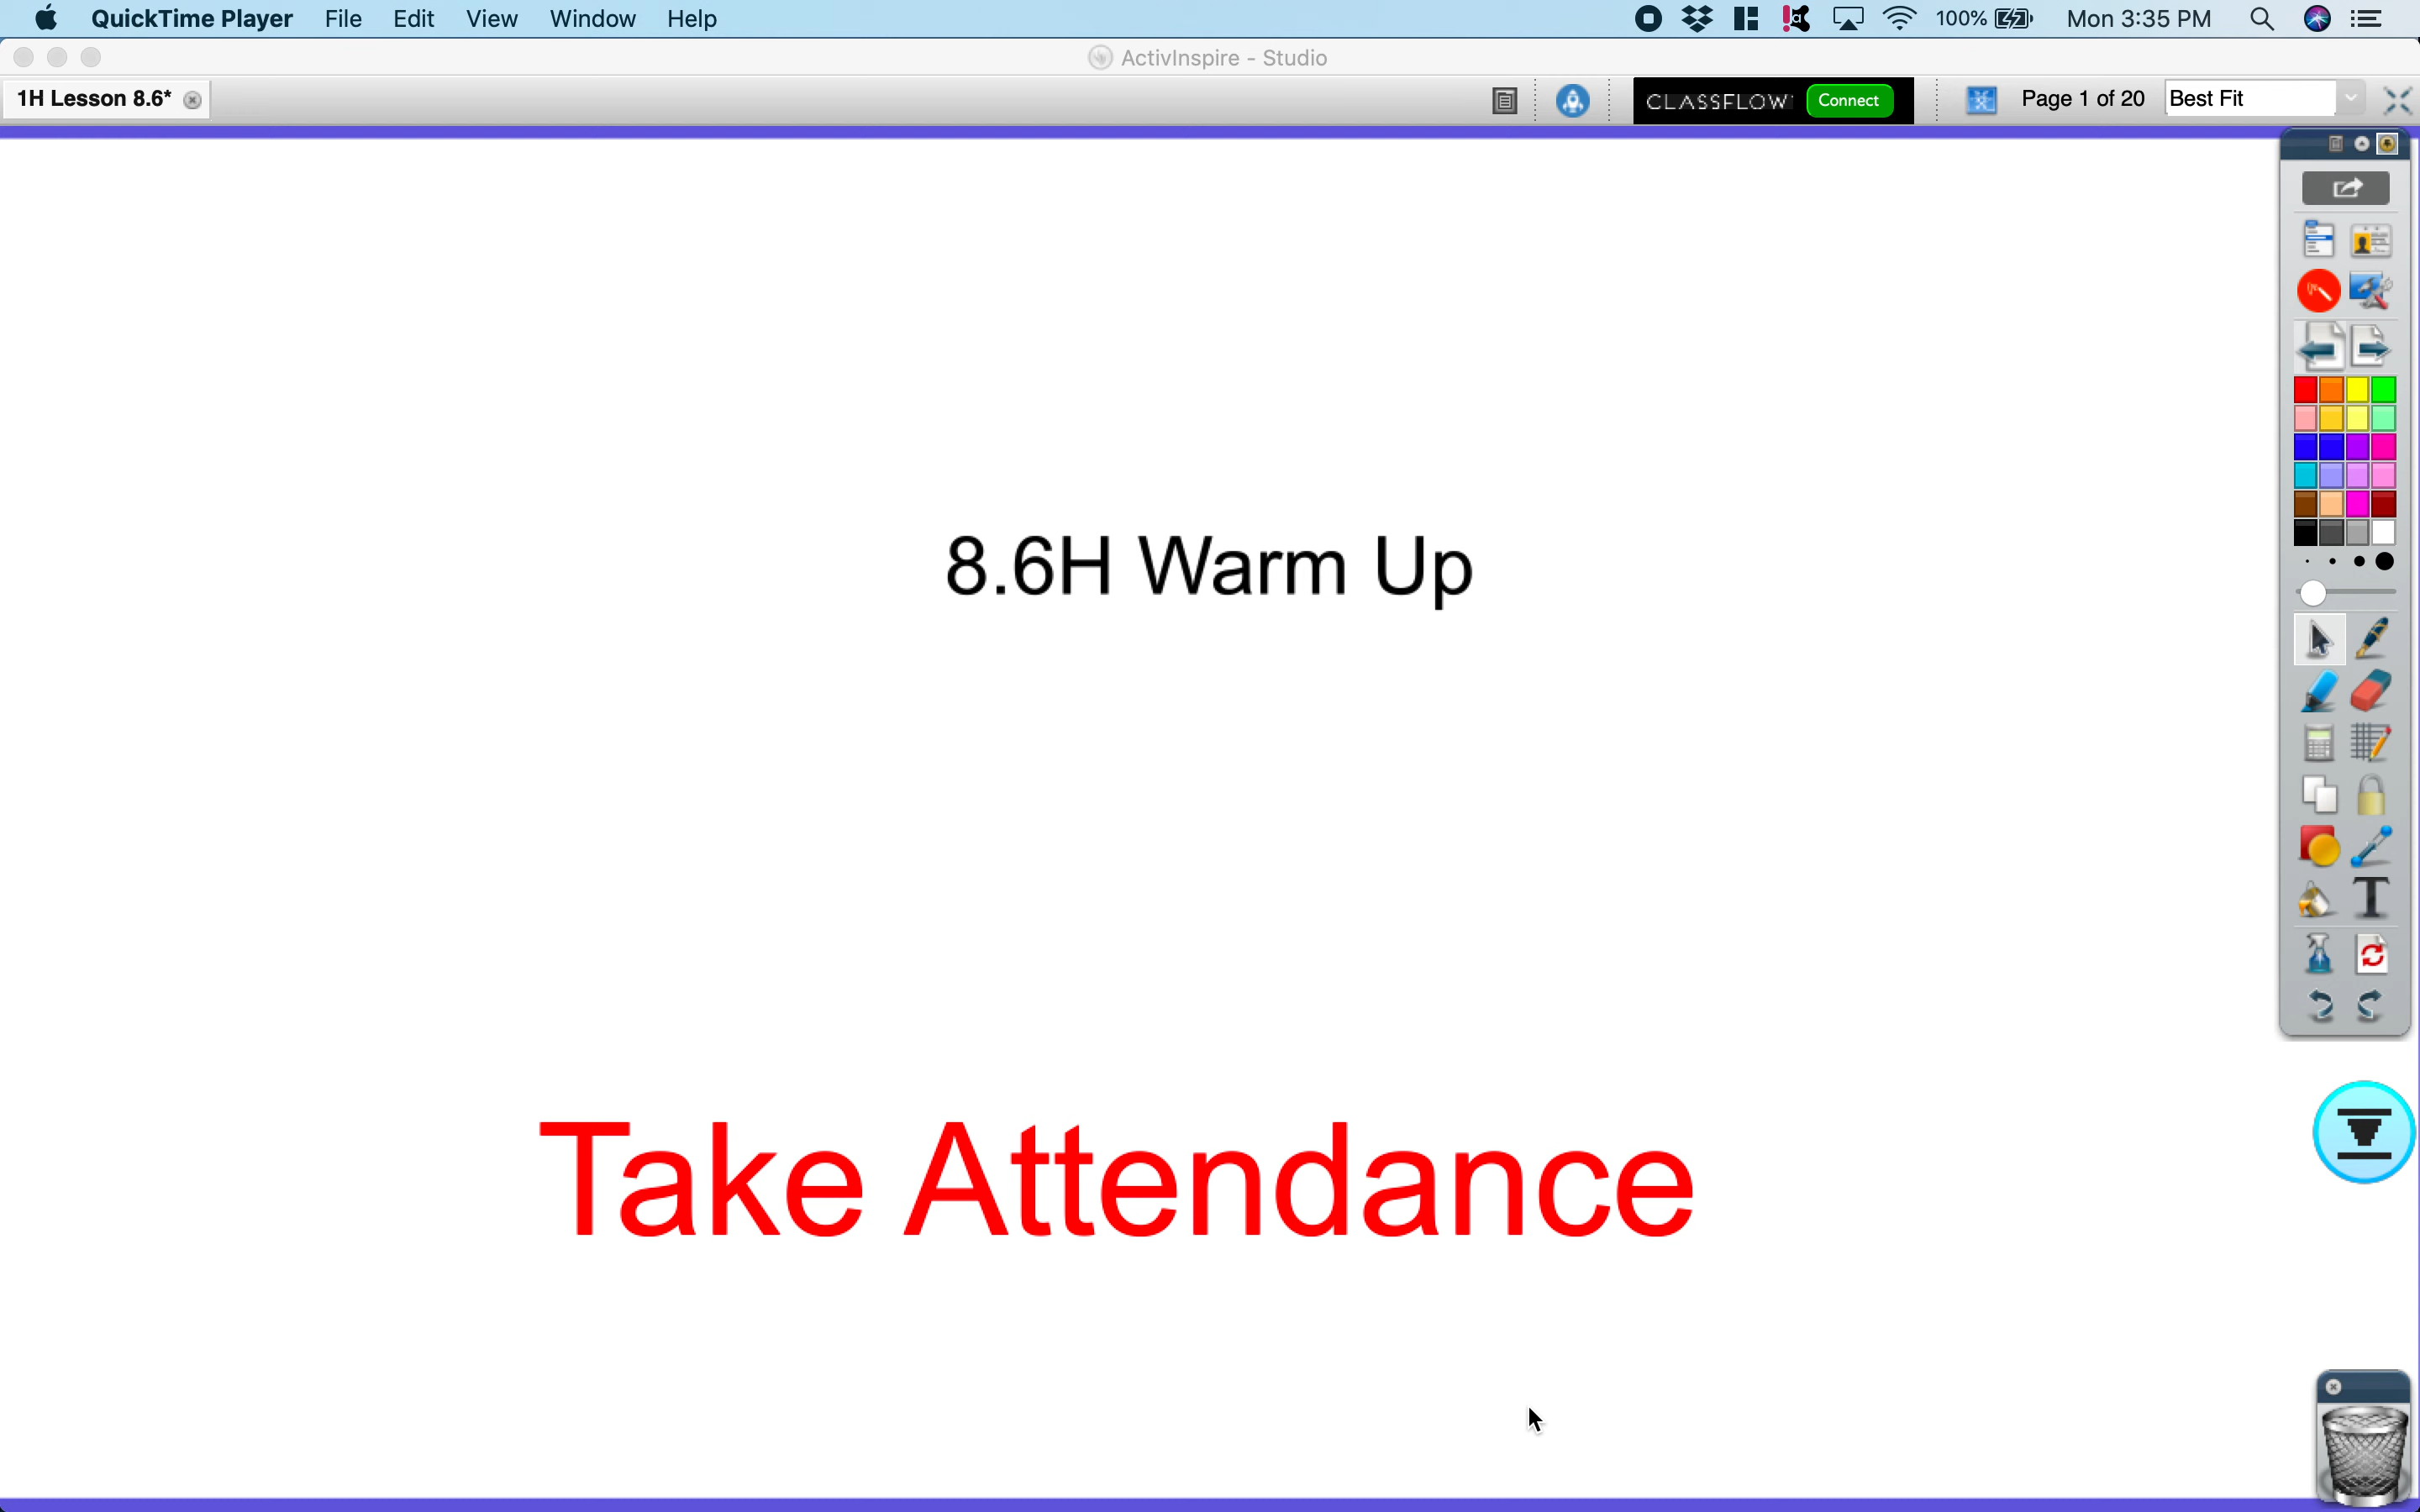 QuickTime Player File Edit View Window Help 100% Mon 3:35 PM
ActivInspire - Studio
1H Lesson 8.6* CLASSFLOW Connect Page 1 of 20 Best Fit
8.6H Warm Up
Take Attendance